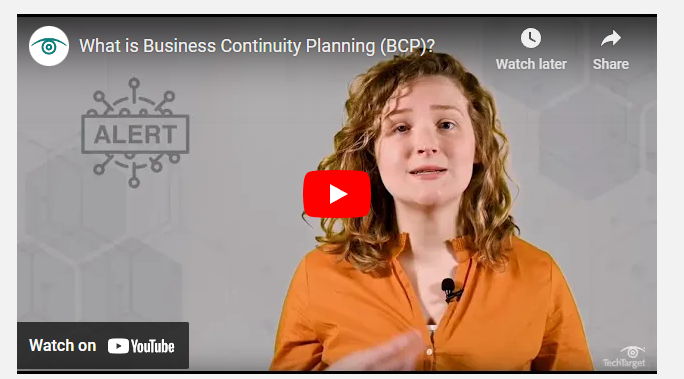 What is Business Continuity Planning (BCP)?
Watch later
Share
ALERT
Watch on YouTube
TechTarget